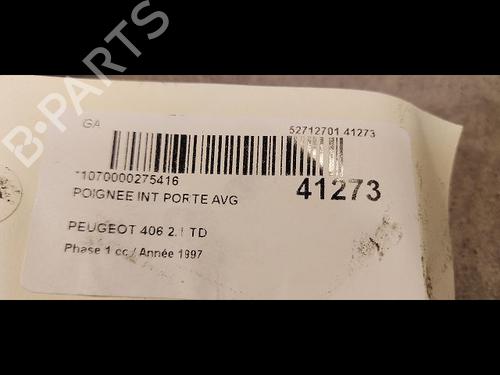 GA
52712701 41273
*1070000275416
41273
POIGNEE INT PORTE AVG
PEUGEOT 406 2.1 TD
Phase 1 cc / Année 1997
B-PARTS